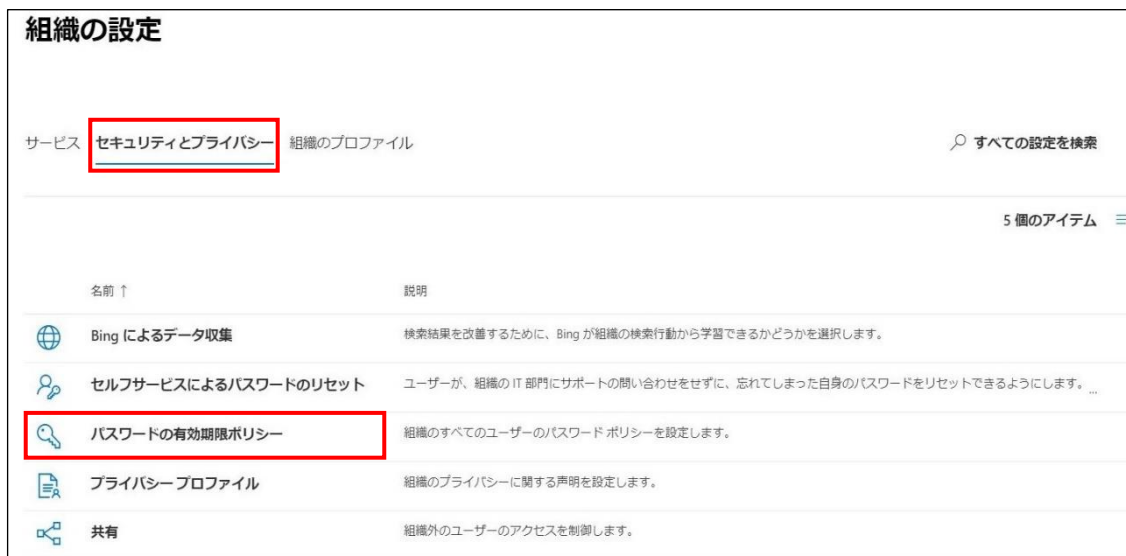 組織の設定
サービス セキュリティとプライバシー 組織のプロファイル すべての設定を検索
5 個のアイテム
名前 ↑ 説明
Bing によるデータ収集 検索結果を改善するために、Bing が組織の検索行動から学習できるかどうかを選択します。
セルフサービスによるパスワードのリセット ユーザーが、組織の IT 部門にサポートの問い合わせをせずに、忘れてしまった自身のパスワードをリセットできるようにします。...
パスワードの有効期限ポリシー 組織のすべてのユーザーのパスワード ポリシーを設定します。
プライバシー プロファイル 組織のプライバシーに関する声明を設定します。
共有 組織外のユーザーのアクセスを制御します。